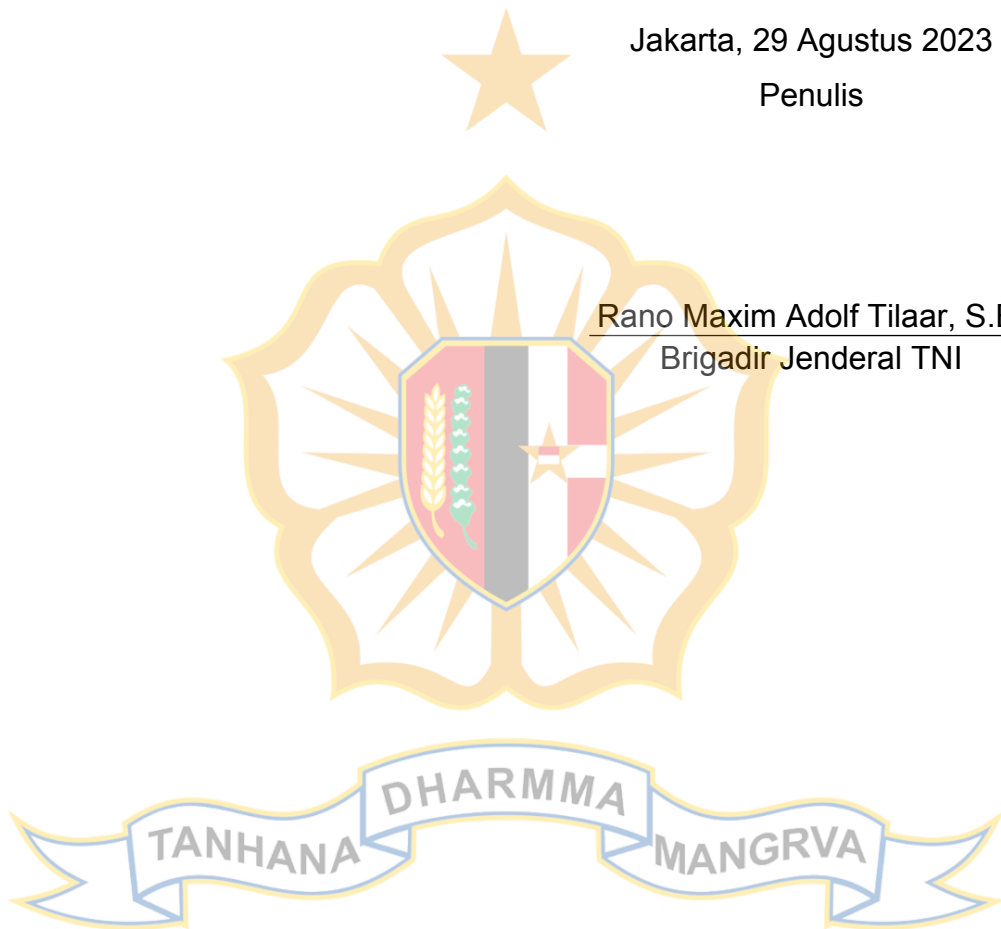 Jakarta, 29 Agustus 2023
Penulis
Rano Maxim Adolf Tilaar, S.
Brigadir Jenderal TNI
DHARMMA
TANHANA
MANGRVA